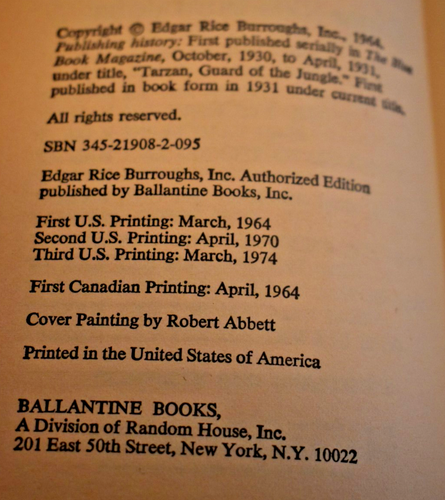 Copyright © Edgar Rice Burroughs, Inc., 1964.
Publishing history: First published serially in The Blue
Book Magazine, October, 1930, to April, 1931,
under title, "Tarzan, Guard of the Jungle." First
published in book form in 1931 under current title.
All rights reserved.
SBN 345-21908-2-095
Edgar Rice Burroughs, Inc. Authorized Edition
published by Ballantine Books, Inc.
First U.S. Printing: March, 1964
Second U.S. Printing: April, 1970
Third U.S. Printing: March, 1974
First Canadian Printing: April, 1964
Cover Painting by Robert Abbett
Printed in the United States of America
BALLANTINE BOOKS,
A Division of Random House, Inc.
201 East 50th Street, New York, N.Y. 10022